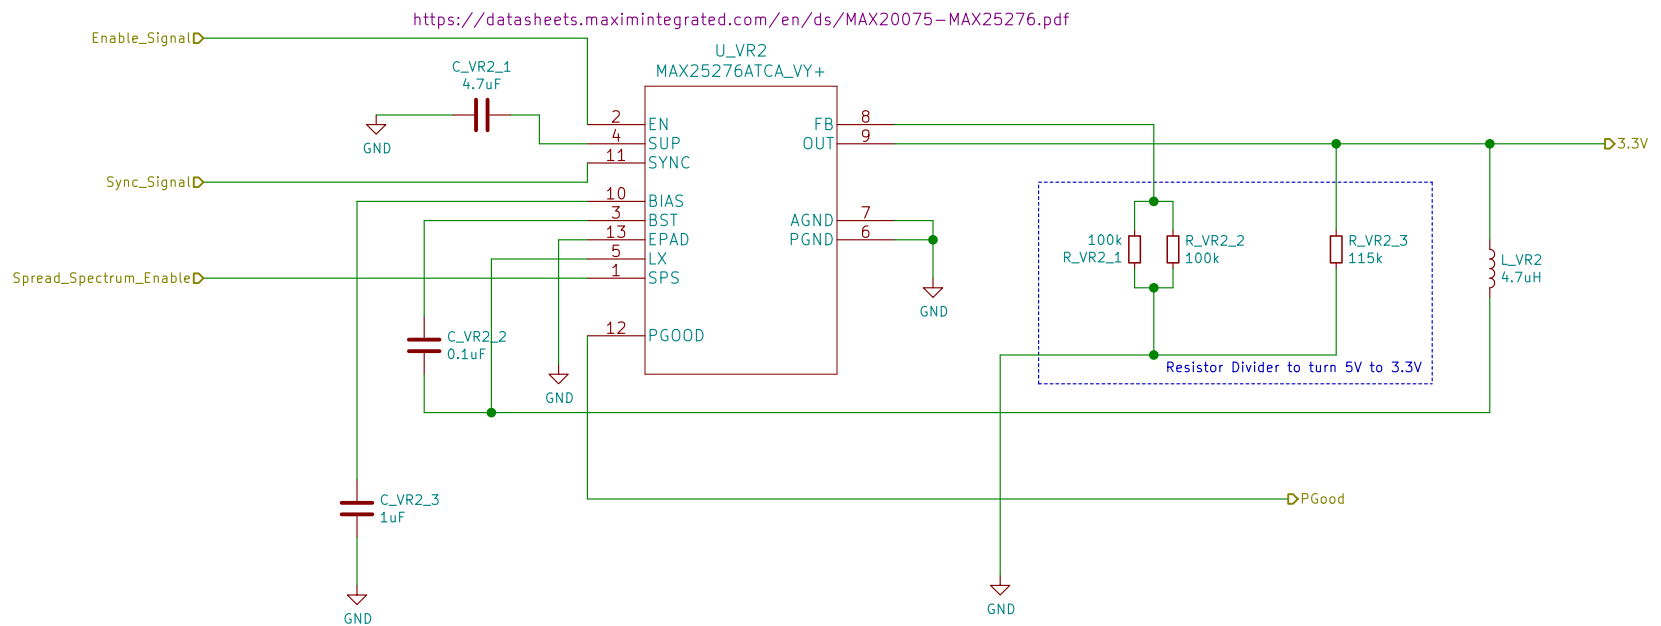 https://datasheets.maximintegrated.com/en/ds/MAX20075-MAX25276.pdf
Enable_Signal
U_VR2
MAX25276ATCA_VY+
C_VR2_1
4.7uF
GND
2 EN
4 SUP
11 SYNC
10 BIAS
3 BST
13 EPAD
5 LX
1 SPS
12 PGOOD
FB 8
OUT 9
AGND 7
PGND 6
3.3V
Sync_Signal
Spread_Spectrum_Enable
100k
R_VR2_1
R_VR2_2
100k
R_VR2_3
115k
L_VR2
4.7uH
GND
C_VR2_2
0.1uF
Resistor Divider to turn 5V to 3.3V
GND
C_VR2_3
1uF
PGood
GND
GND